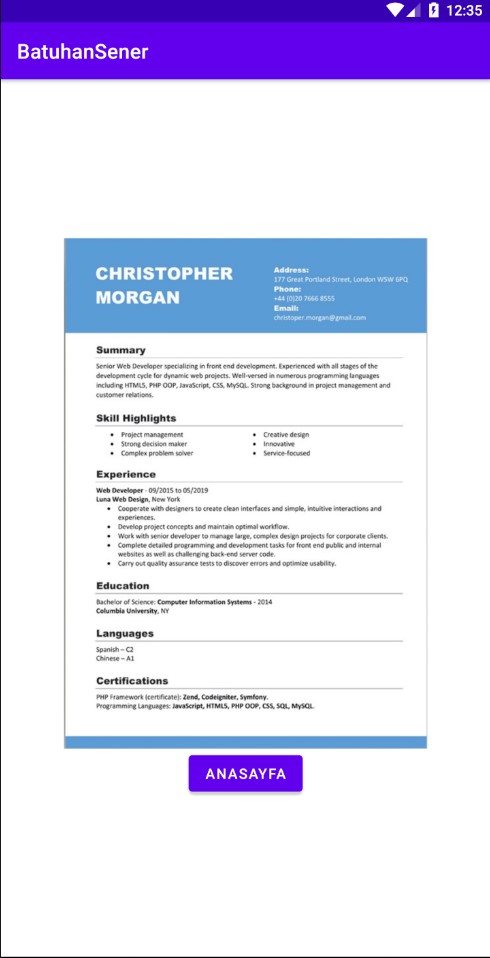 12:35
BatuhanSener
CHRISTOPHER
MORGAN
Address:
177 Great Portland Street, London W5W 6PQ
Phone:
+44 (0)20 7666 8555
Email:
christoper.morgan@gmail.com
Summary
Senior Web Developer specializing in front end development. Experienced with all stages of the
development cycle for dynamic web projects. Well-versed in numerous programming languages
including HTML5, PHP OOP, JavaScript, CSS, MySQL. Strong background in project management and
customer relations.
Skill Highlights
• Project management
• Strong decision maker
• Complex problem solver
• Creative design
• Innovative
• Service-focused
Experience
Web Developer - 09/2015 to 05/2019
Luna Web Design, New York
• Cooperate with designers to create clean interfaces and simple, intuitive interactions and
experiences.
• Develop project concepts and maintain optimal workflow.
• Work with senior developer to manage large, complex design projects for corporate clients.
• Complete detailed programming and development tasks for front end public and internal
websites as well as challenging back-end server code.
• Carry out quality assurance tests to discover errors and optimize usability.
Education
Bachelor of Science: Computer Information Systems - 2014
Columbia University, NY
Languages
Spanish – C2
Chinese – A1
Certifications
PHP Framework (certificate): Zend, Codeigniter, Symfony.
Programming Languages: JavaScript, HTML5, PHP OOP, CSS, SQL, MySQL.
ANASAYFA